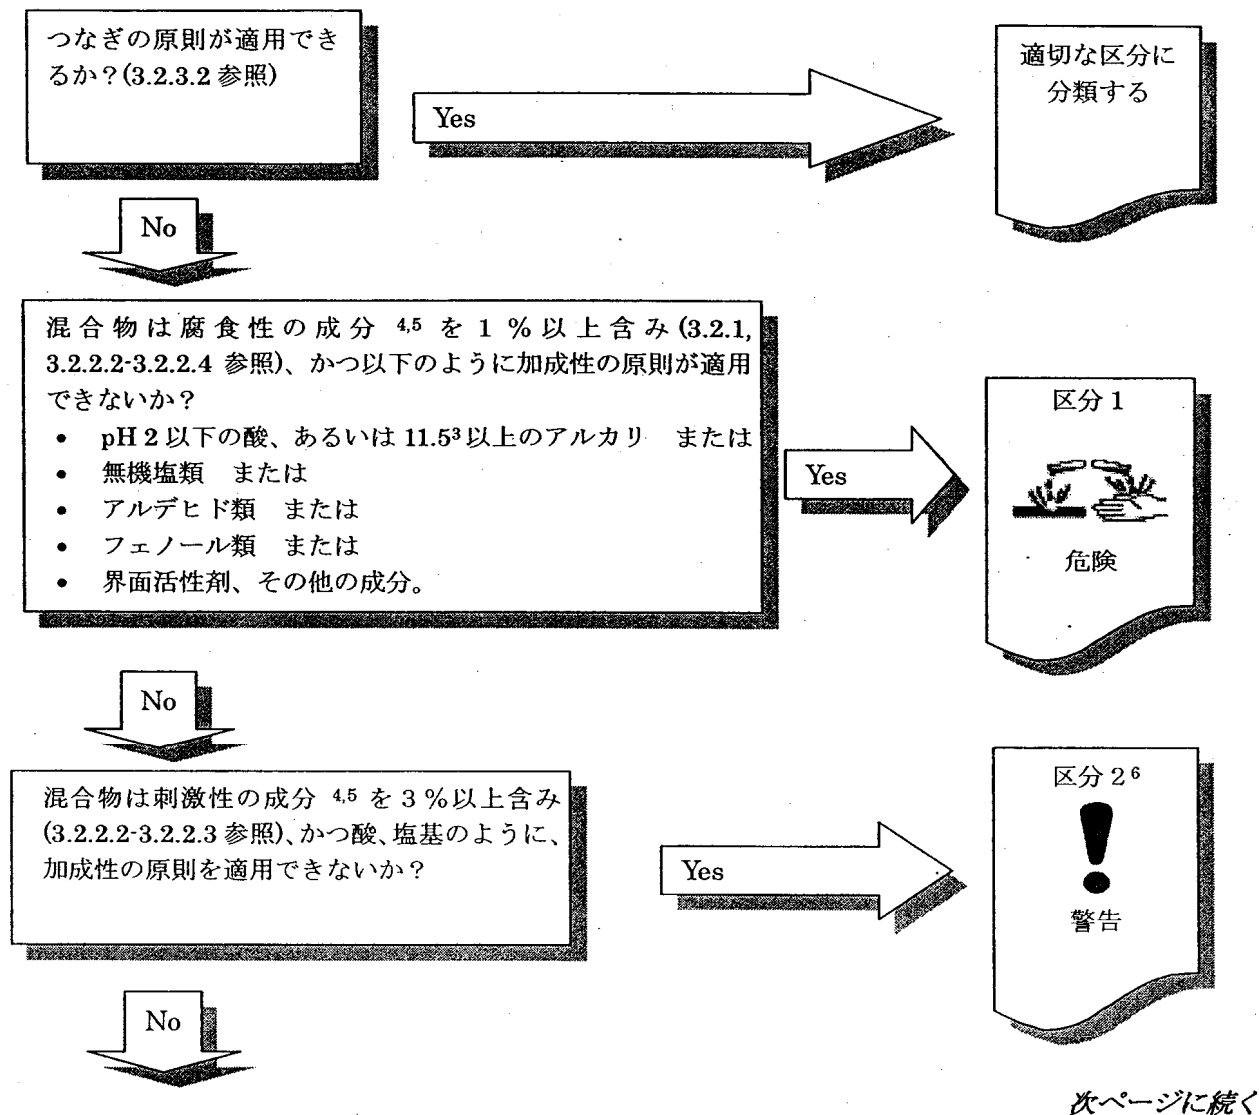 つなぎの原則が適用でき
るか？(3.2.3.2 参照)
Yes
適切な区分に
分類する
No
混合物は腐食性の成分 4,5 を 1 % 以上含み (3.2.1,
3.2.2.2-3.2.2.4 参照)、かつ以下のように加成性の原則が適用
できないか？
• pH 2 以下の酸、あるいは 11.5³ 以上のアルカリ　または
• 無機塩類　または
• アルデヒド類　または
• フェノール類　または
• 界面活性剤、その他の成分。
Yes
区分 1
危険
No
混合物は刺激性の成分 4,5 を３%以上含み
(3.2.2.2-3.2.2.3 参照)、かつ酸、塩基のように、
加成性の原則を適用できないか？
Yes
区分 2⁶
警告
No
次ページに続く